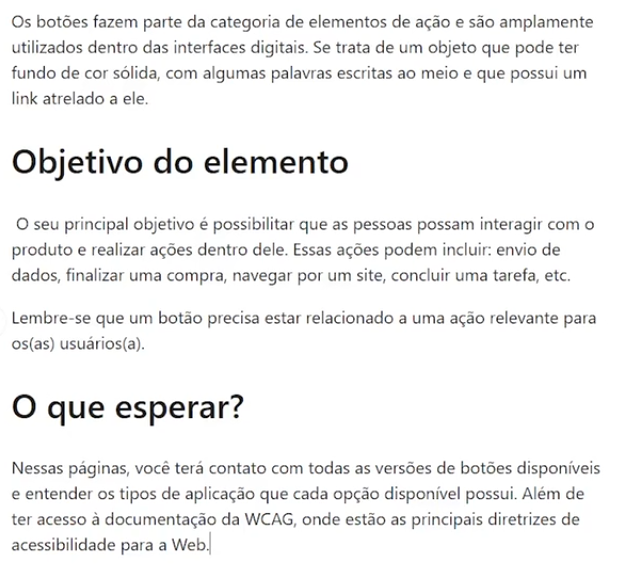 Os botões fazem parte da categoria de elementos de ação e são amplamente
utilizados dentro das interfaces digitais. Se trata de um objeto que pode ter
fundo de cor sólida, com algumas palavras escritas ao meio e que possui um
link atrelado a ele.
Objetivo do elemento
O seu principal objetivo é possibilitar que as pessoas possam interagir com o
produto e realizar ações dentro dele. Essas ações podem incluir: envio de
dados, finalizar uma compra, navegar por um site, concluir uma tarefa, etc.
Lembre-se que um botão precisa estar relacionado a uma ação relevante para
os(as) usuários(a).
O que esperar?
Nessas páginas, você terá contato com todas as versões de botões disponíveis
e entender os tipos de aplicação que cada opção disponível possui. Além de
ter acesso à documentação da WCAG, onde estão as principais diretrizes de
acessibilidade para a Web.